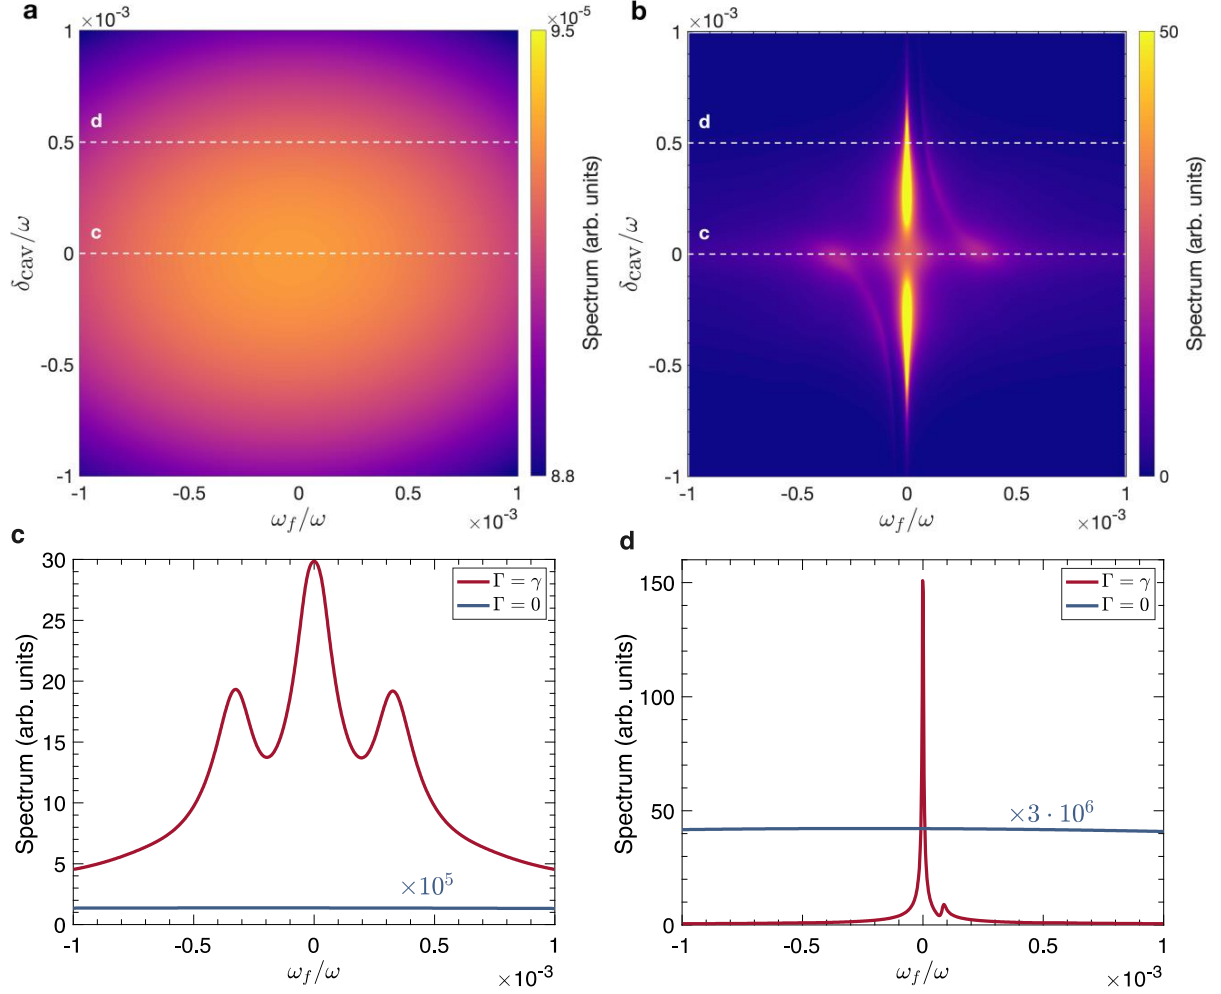 a
×10⁻³
1
0.5
0
-0.5
-1
δcav/ω
d
c
-1
-0.5
0
0.5
1
ω_f/ω
×10⁻³
×10⁻⁵
9.5
8.8
Spectrum (arb. units)
b
×10⁻³
1
0.5
0
-0.5
-1
δcav/ω
d
c
-1
-0.5
0
0.5
1
ω_f/ω
×10⁻³
50
0
Spectrum (arb. units)
c
30
25
20
15
10
5
0
Spectrum (arb. units)
Γ = γ
Γ = 0
×10⁵
-1
-0.5
0
0.5
1
ω_f/ω
×10⁻³
d
150
100
50
0
Spectrum (arb. units)
Γ = γ
Γ = 0
×3 · 10⁶
-1
-0.5
0
0.5
1
ω_f/ω
×10⁻³